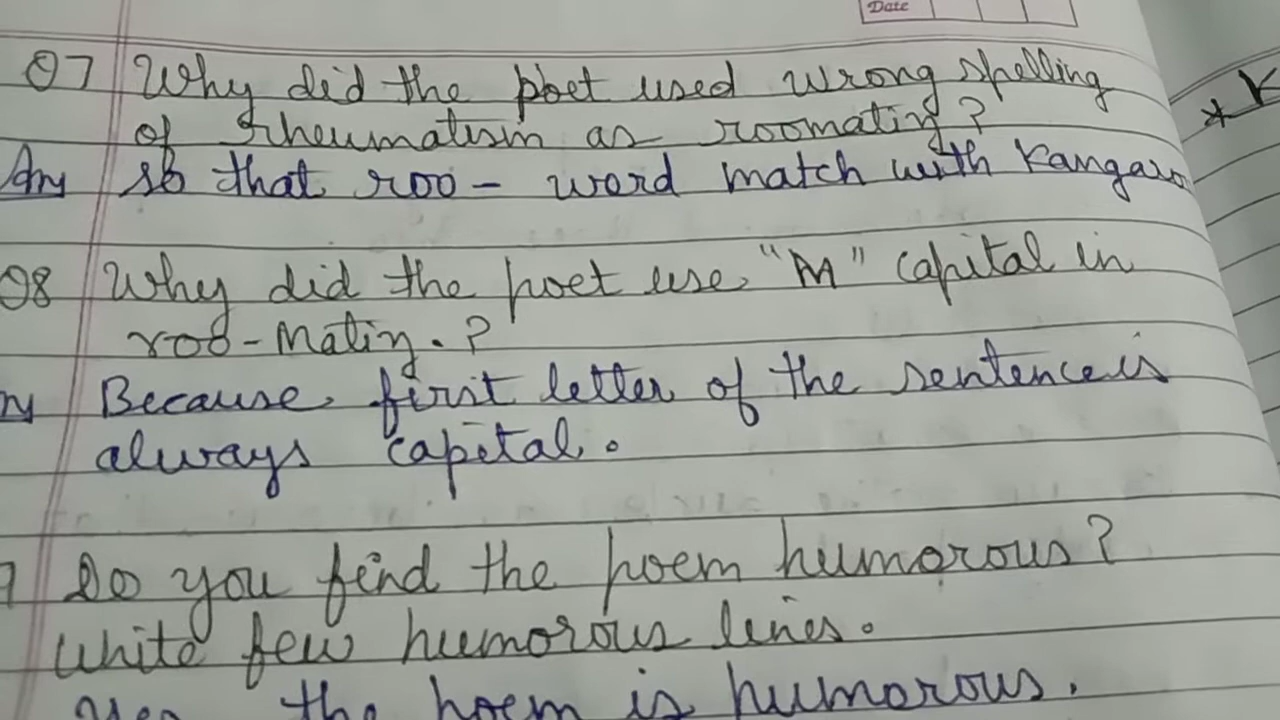 Date
Q7 Why did the poet used wrong spelling
of rheumatism as roomatiz?
Ans so that roo - word match with Kangaroo
Q8 Why did the poet use "M" capital in
roo-Matiz. ?
Because first letter of the sentence is
always capital.
Do you find the poem humorous?
Write few humorous lines.
Yes the poem is humorous.
* K